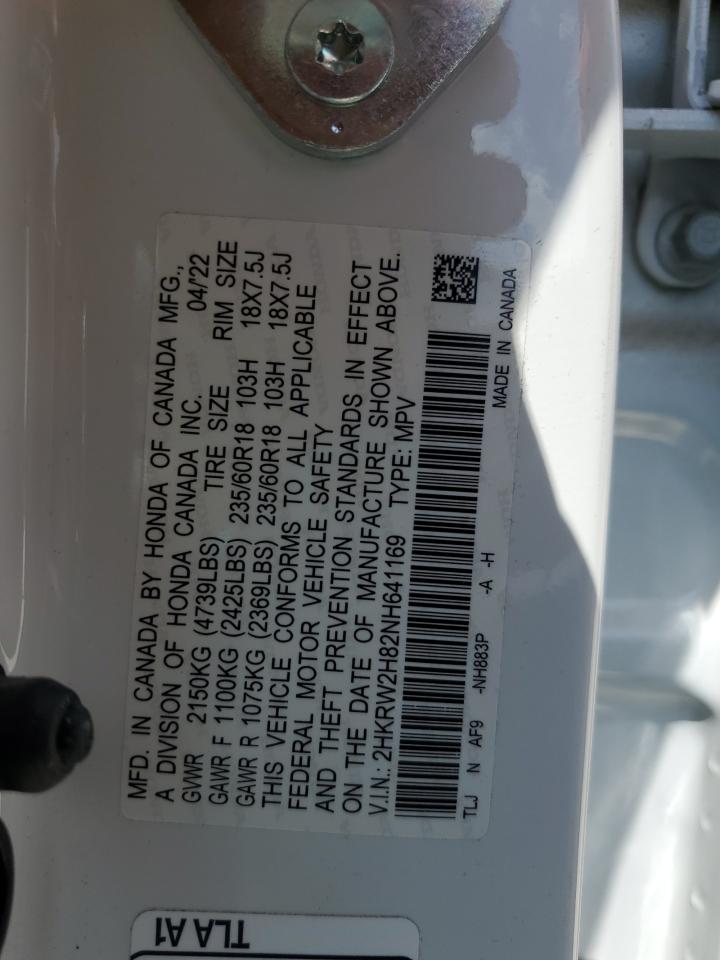 MFD. IN CANADA BY HONDA OF CANADA MFG.,
A DIVISION OF HONDA CANADA INC. 04/'22
GVWR 2150KG (4739LBS) TIRE SIZE RIM SIZE
GAWR F 1100KG (2425LBS) 235/60R18 103H 18X7.5J
GAWR R 1075KG (2369LBS) 235/60R18 103H 18X7.5J
THIS VEHICLE CONFORMS TO ALL APPLICABLE
FEDERAL MOTOR VEHICLE SAFETY
AND THEFT PREVENTION STANDARDS IN EFFECT
ON THE DATE OF MANUFACTURE SHOWN ABOVE.
V.I.N.: 2HKRW2H82NH641169 TYPE: MPV
TLJ N AF9 -NH883P -A -H
MADE IN CANADA
TLA A1